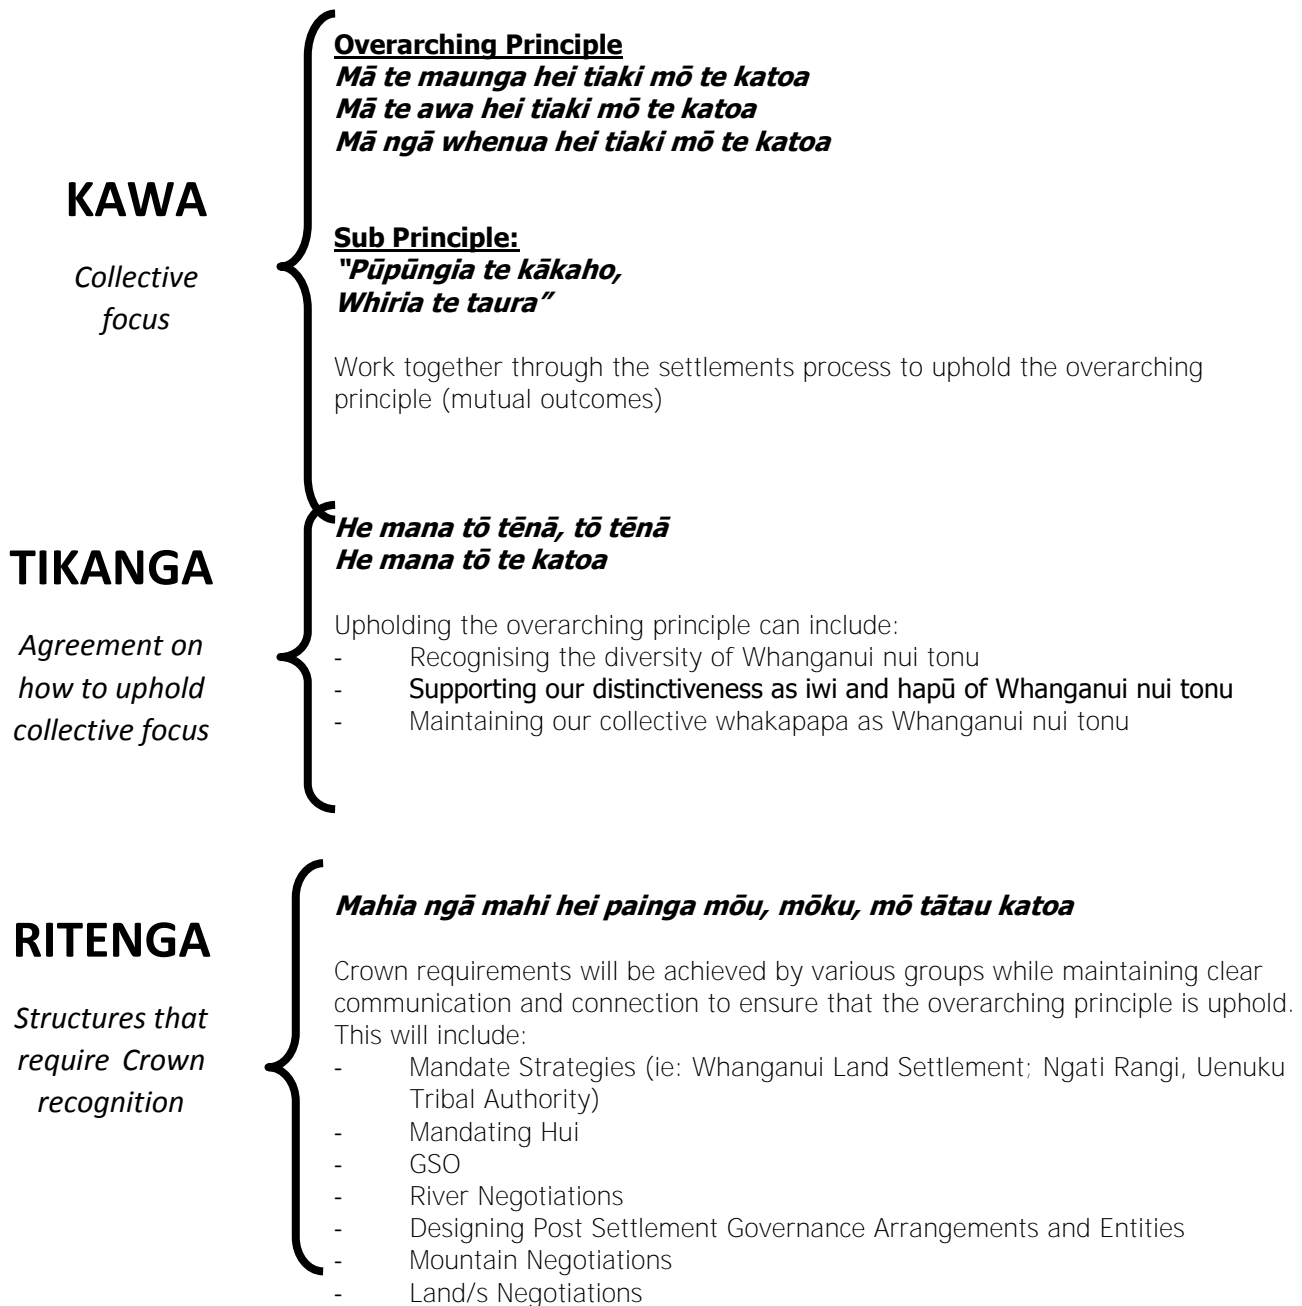 KAWA
Collective
focus
Overarching Principle
Mā te maunga hei tiaki mō te katoa
Mā te awa hei tiaki mō te katoa
Mā ngā whenua hei tiaki mō te katoa
Sub Principle:
“Pūpūngia te kākaho,
Whiria te taura”
Work together through the settlements process to uphold the overarching
principle (mutual outcomes)
TIKANGA
Agreement on
how to uphold
collective focus
He mana tō tēnā, tō tēnā
He mana tō te katoa
Upholding the overarching principle can include:
- Recognising the diversity of Whanganui nui tonu
- Supporting our distinctiveness as iwi and hapū of Whanganui nui tonu
- Maintaining our collective whakapapa as Whanganui nui tonu
RITENGA
Structures that
require Crown
recognition
Mahia ngā mahi hei painga mōu, mōku, mō tātau katoa
Crown requirements will be achieved by various groups while maintaining clear
communication and connection to ensure that the overarching principle is uphold.
This will include:
- Mandate Strategies (ie: Whanganui Land Settlement; Ngati Rangi, Uenuku
Tribal Authority)
- Mandating Hui
- GSO
- River Negotiations
- Designing Post Settlement Governance Arrangements and Entities
- Mountain Negotiations
- Land/s Negotiations